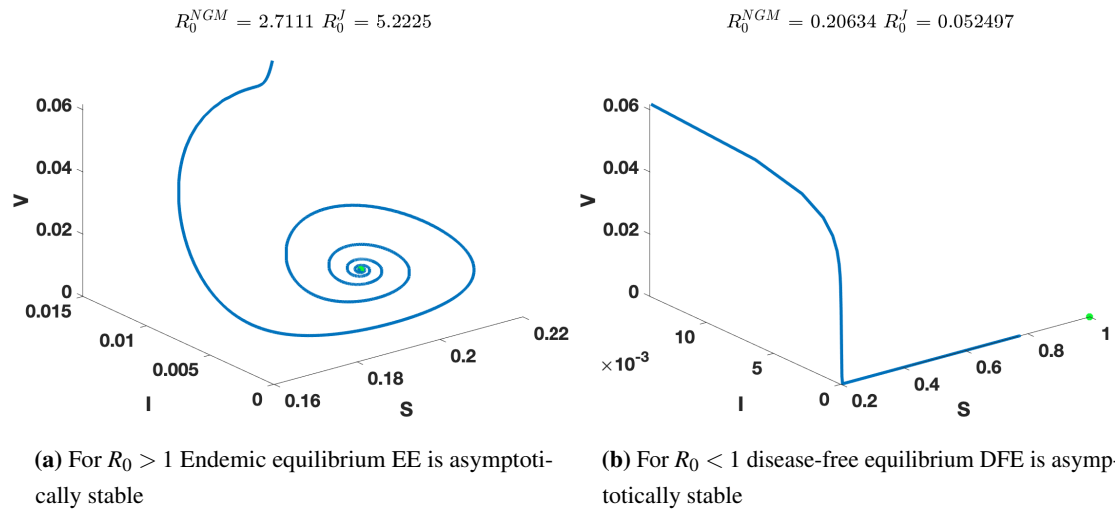 R_0^{NGM} = 2.7111 R_0^J = 5.2225
0.06
0.04
0.02
0
V
0.015
0.01
0.005
0
I
0.16
0.18
0.2
0.22
S
(a) For R_0 > 1 Endemic equilibrium EE is asymptoti-
cally stable
R_0^{NGM} = 0.20634 R_0^J = 0.052497
0.06
0.04
0.02
0
V
10
5
0
×10^{-3}
I
0.2
0.4
0.6
0.8
1
S
(b) For R_0 < 1 disease-free equilibrium DFE is asymp-
totically stable